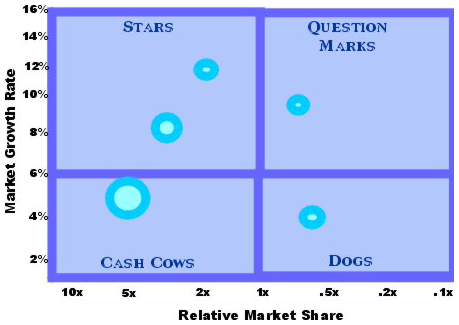 16%
STARS
QUESTION
MARKS
14%
12%
10%
8%
6%
4%
2%
Market Growth Rate
CASH COWS
DOGS
10x 5x 2x 1x .5x .2x .1x
Relative Market Share